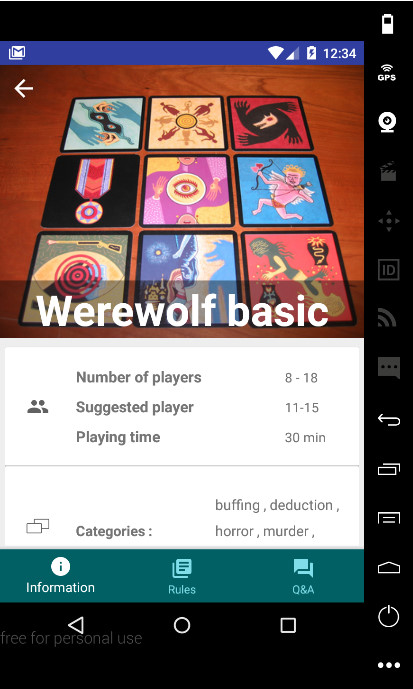 12:34
GPS
Werewolf basic
Number of players 8 - 18
Suggested player 11-15
Playing time 30 min
buffing , deduction ,
Categories : horror , murder ,
ID
Information Rules Q&A
free for personal use